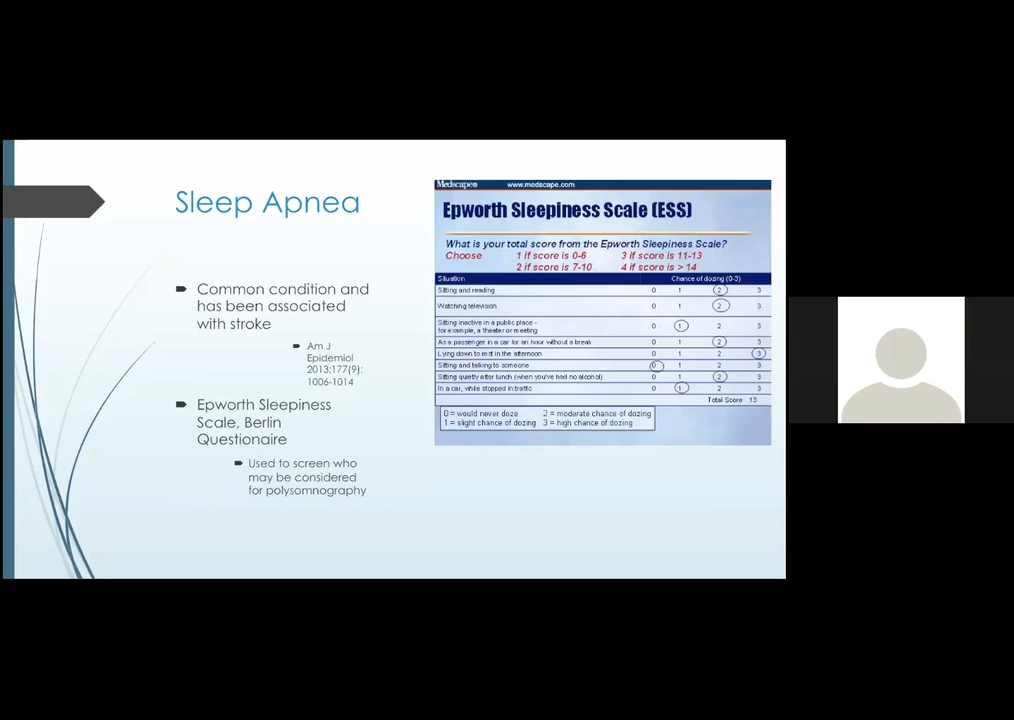 Sleep Apnea
Common condition and
has been associated
with stroke
Am J
Epidemiol
2013;177(9):
1006-1014
Epworth Sleepiness
Scale, Berlin
Questionaire
Used to screen who
may be considered
for polysomnography
Medscape® www.medscape.com
Epworth Sleepiness Scale (ESS)
What is your total score from the Epworth Sleepiness Scale?
Choose 1 if score is 0-6 3 if score is 11-13
2 if score is 7-10 4 if score is > 14
Situation Chance of dozing (0-3)
Sitting and reading 0 1 2 3
Watching television 0 1 2 3
Sitting inactive in a public place -
for example, a theater or meeting 0 1 2 3
As a passenger in a car for an hour without a break 0 1 2 3
Lying down to rest in the afternoon 0 1 2 3
Sitting and talking to someone 0 1 2 3
Sitting quietly after lunch (when you've had no alcohol) 0 1 2 3
In a car, while stopped in traffic 0 1 2 3
Total Score 13
0 = would never doze 2 = moderate chance of dozing
1 = slight chance of dozing 3 = high chance of dozing